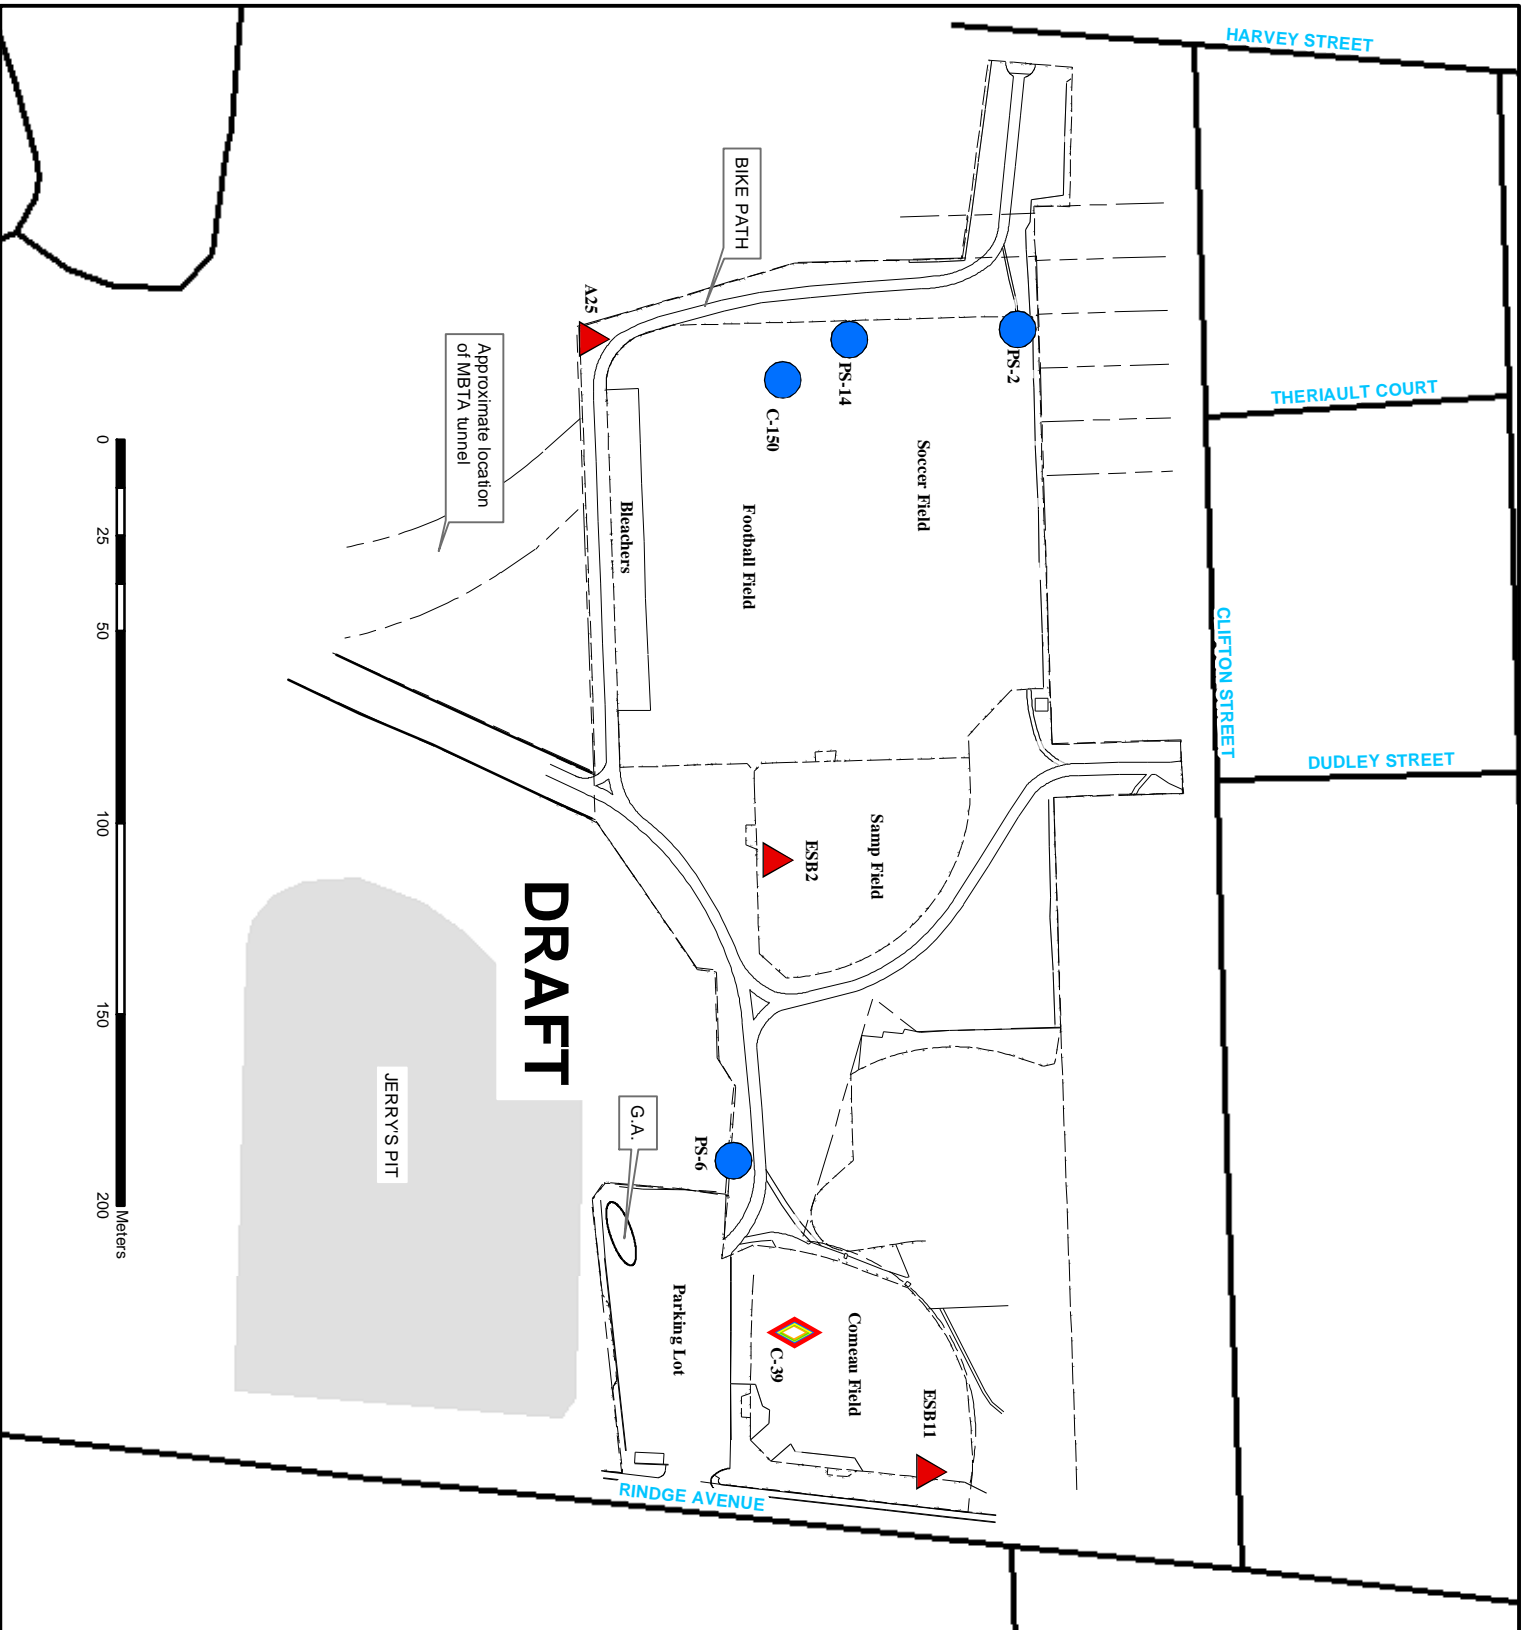 HARVEY STREET
BIKE PATH
A25
PS-2
PS-14
C-150
THERIAULT COURT
Approximate location
of MBTA tunnel
Soccer Field
Football Field
Bleachers
CLIFTON STREET
DUDLEY STREET
Samp Field
ESB2
DRAFT
JERRY'S PIT
G.A.
PS-6
Parking Lot
Comeau Field
C-39
ESB11
RINDGE AVENUE
0 25 50 100 150 200
Meters